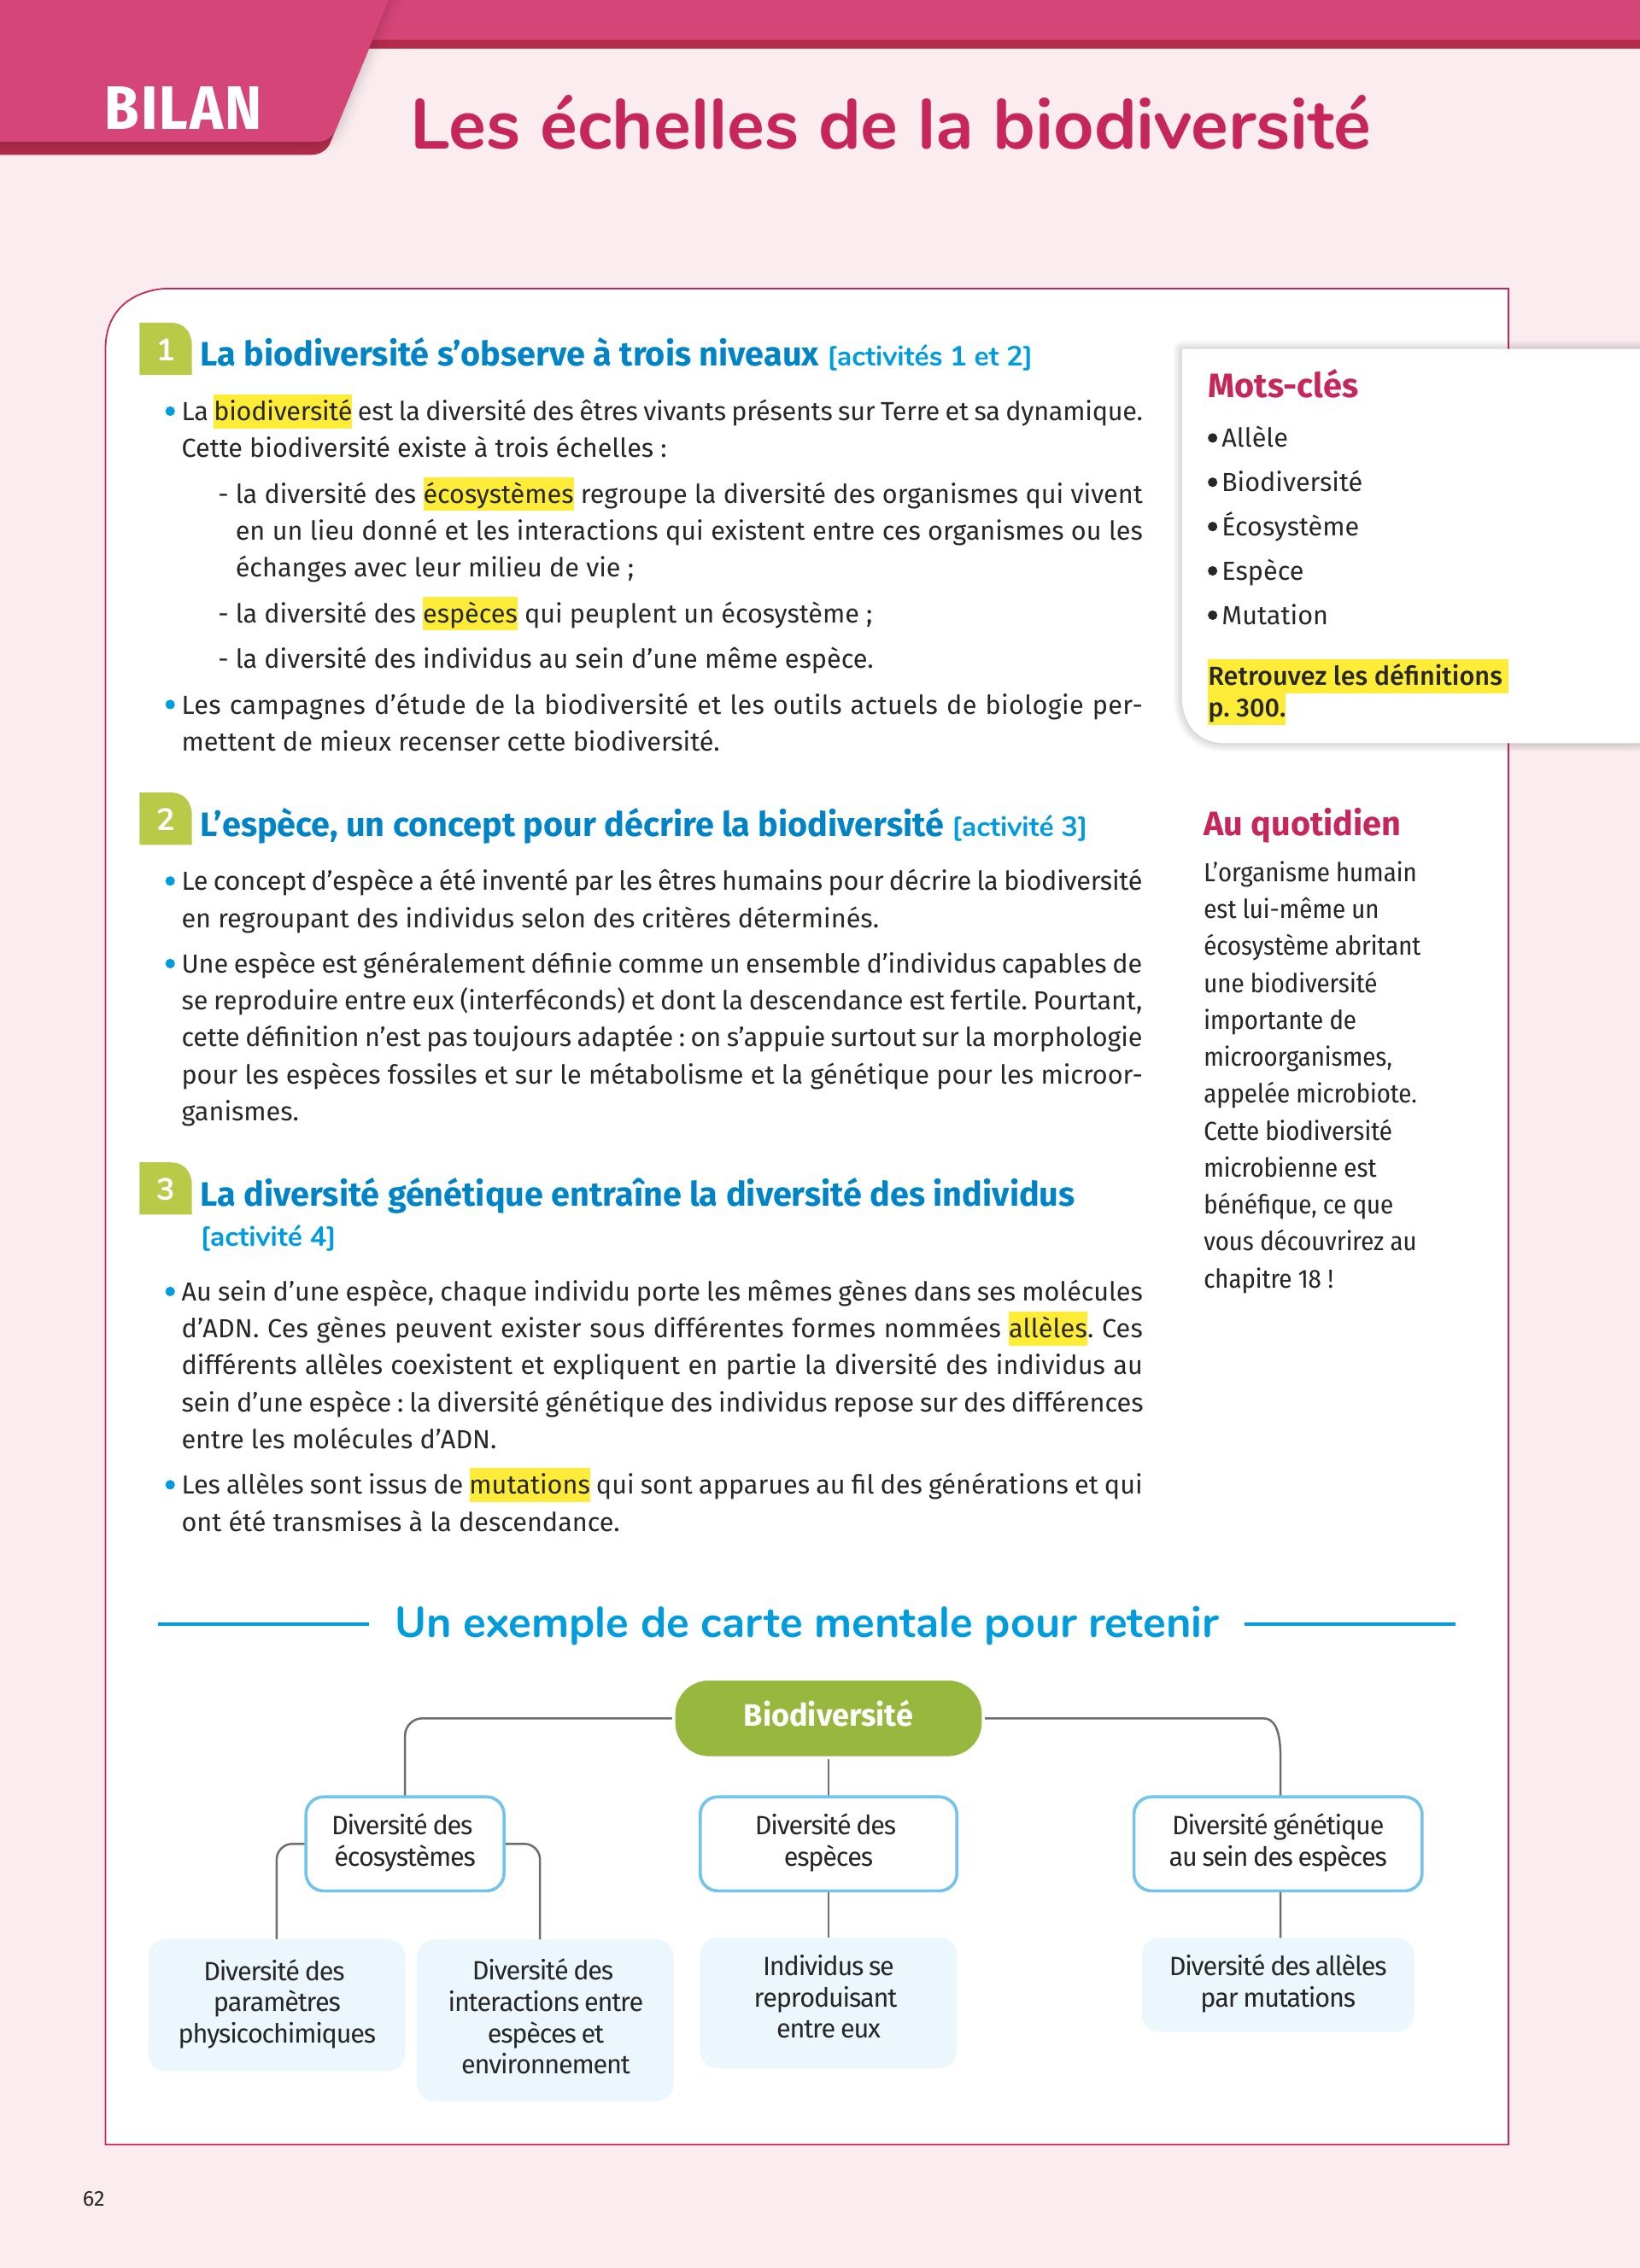 BILAN
Les échelles de la biodiversité
1 La biodiversité s’observe à trois niveaux [activités 1 et 2]
• La biodiversité est la diversité des êtres vivants présents sur Terre et sa dynamique.
Cette biodiversité existe à trois échelles :
- la diversité des écosystèmes regroupe la diversité des organismes qui vivent
en un lieu donné et les interactions qui existent entre ces organismes ou les
échanges avec leur milieu de vie ;
- la diversité des espèces qui peuplent un écosystème ;
- la diversité des individus au sein d’une même espèce.
• Les campagnes d’étude de la biodiversité et les outils actuels de biologie per-
mettent de mieux recenser cette biodiversité.
2 L’espèce, un concept pour décrire la biodiversité [activité 3]
• Le concept d’espèce a été inventé par les êtres humains pour décrire la biodiversité
en regroupant des individus selon des critères déterminés.
• Une espèce est généralement définie comme un ensemble d’individus capables de
se reproduire entre eux (interféconds) et dont la descendance est fertile. Pourtant,
cette définition n’est pas toujours adaptée : on s’appuie surtout sur la morphologie
pour les espèces fossiles et sur le métabolisme et la génétique pour les microor-
ganismes.
3 La diversité génétique entraîne la diversité des individus
[activité 4]
• Au sein d’une espèce, chaque individu porte les mêmes gènes dans ses molécules
d’ADN. Ces gènes peuvent exister sous différentes formes nommées allèles. Ces
différents allèles coexistent et expliquent en partie la diversité des individus au
sein d’une espèce : la diversité génétique des individus repose sur des différences
entre les molécules d’ADN.
• Les allèles sont issus de mutations qui sont apparues au fil des générations et qui
ont été transmises à la descendance.
Mots-clés
• Allèle
• Biodiversité
• Écosystème
• Espèce
• Mutation
Retrouvez les définitions
p. 300.
Au quotidien
L’organisme humain
est lui-même un
écosystème abritant
une biodiversité
importante de
microorganismes,
appelée microbiote.
Cette biodiversité
microbienne est
bénéfique, ce que
vous découvrirez au
chapitre 18 !
Un exemple de carte mentale pour retenir
Biodiversité
Diversité des
écosystèmes
Diversité des
espèces
Diversité génétique
au sein des espèces
Diversité des
paramètres
physicochimiques
Diversité des
interactions entre
espèces et
environnement
Individus se
reproduisant
entre eux
Diversité des allèles
par mutations
62